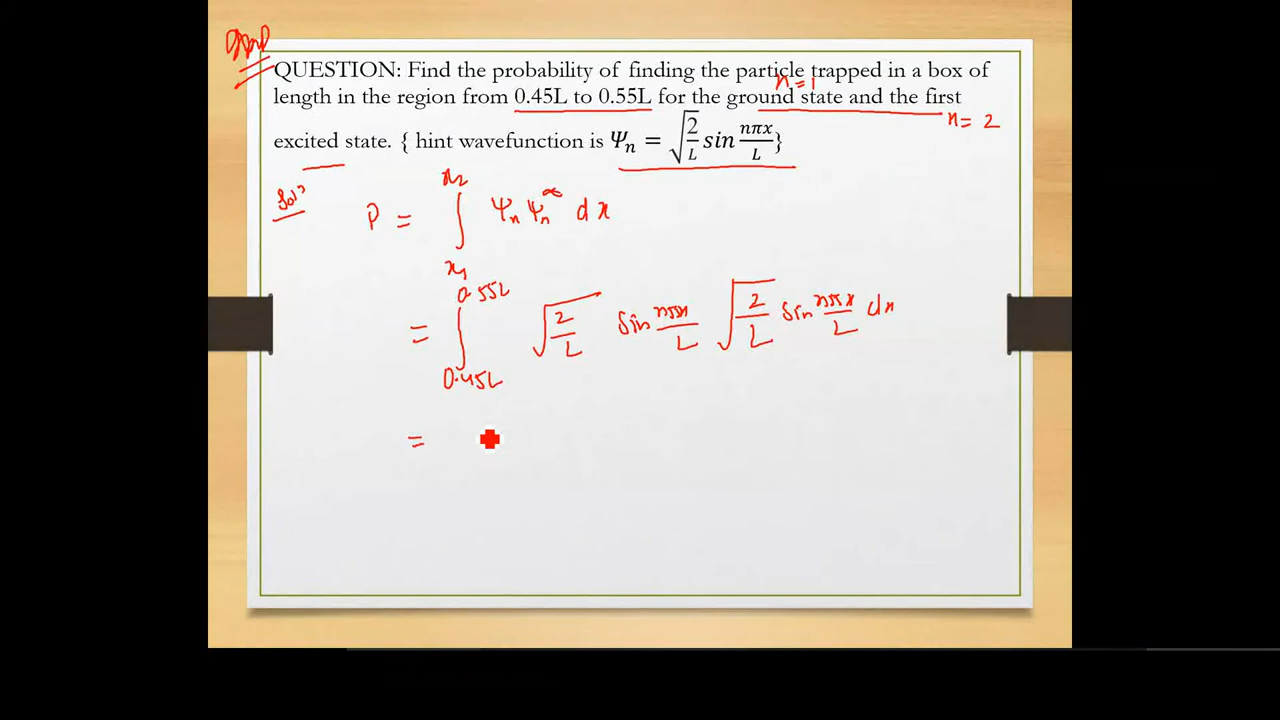 QUESTION: Find the probability of finding the particle trapped in a box of
n=1
length in the region from 0.45L to 0.55L for the ground state and the first
n = 2
excited state. { hint wavefunction is Ψₙ = √(2/L) sin nπx/L}
Solⁿ
P = ∫ x₁ x₂ Ψₙ Ψₙ* dx
= ∫ 0.45L 0.55L √(2/L) sin nπx/L √(2/L) sin nπx/L dx
=